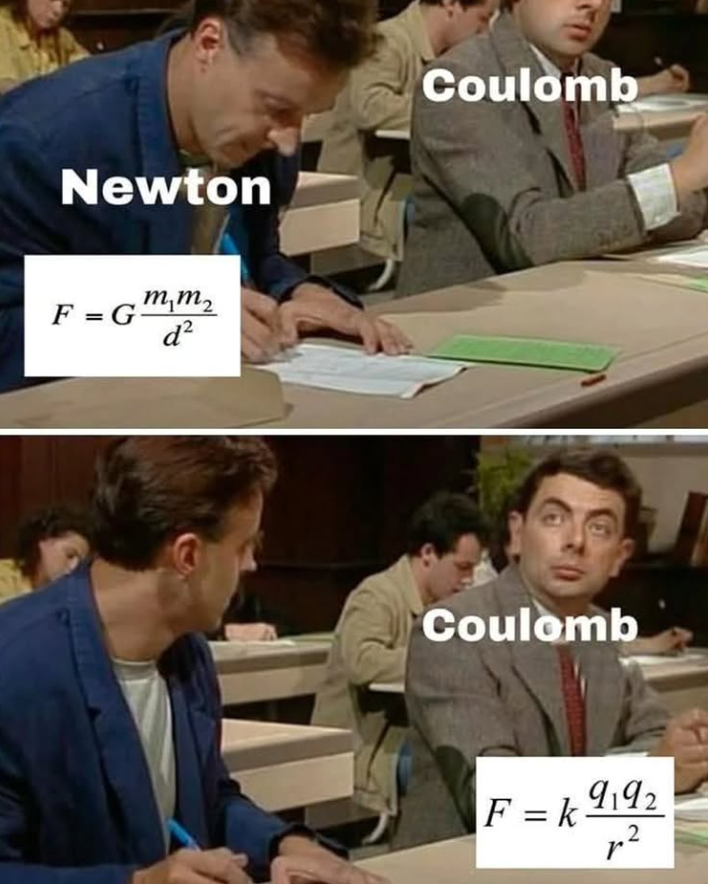 Coulomb
Newton
F = G m₁m₂/d²
Coulomb
F = k q₁q₂/r²